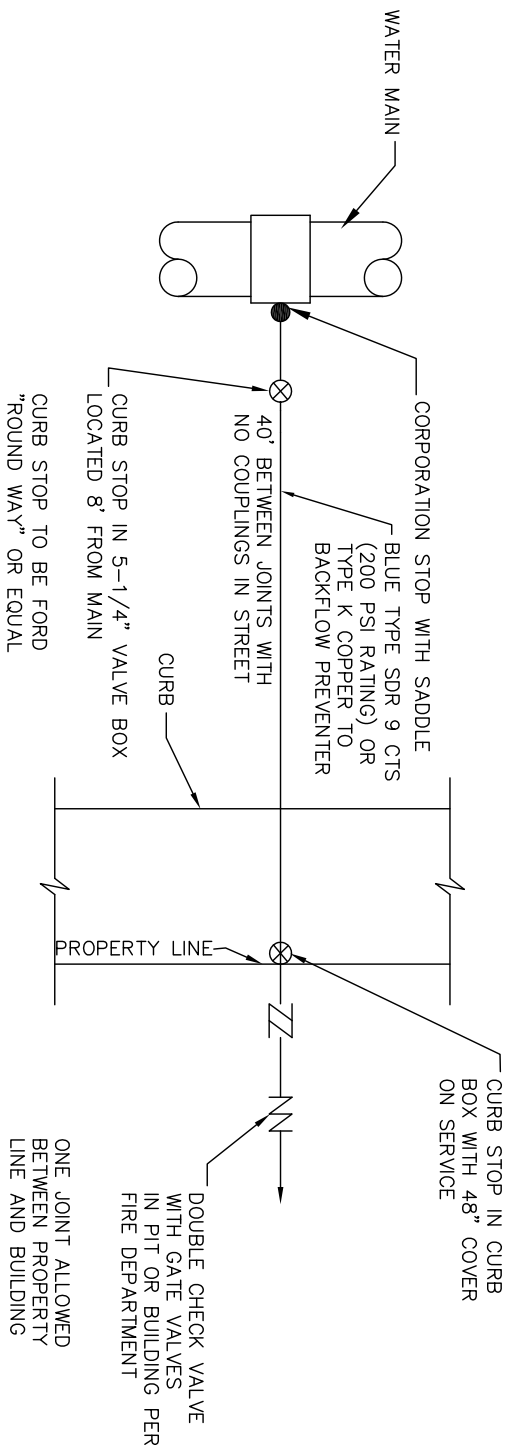 WATER MAIN
CORPORATION STOP WITH SADDLE
BLUE TYPE SDR 9 CTS
(200 PSI RATING) OR
TYPE K COPPER TO
BACKFLOW PREVENTER
40' BETWEEN JOINTS WITH
NO COUPLINGS IN STREET
CURB STOP IN 5-1/4" VALVE BOX
LOCATED 8' FROM MAIN
CURB STOP TO BE FORD
"ROUND WAY" OR EQUAL
CURB
PROPERTY LINE
CURB STOP IN CURB
BOX WITH 48" COVER
ON SERVICE
DOUBLE CHECK VALVE
WITH GATE VALVES
IN PIT OR BUILDING PER
FIRE DEPARTMENT
ONE JOINT ALLOWED
BETWEEN PROPERTY
LINE AND BUILDING